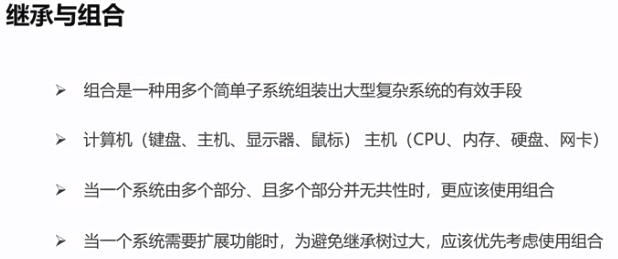 继承与组合
➢ 组合是一种用多个简单子系统组装出大型复杂系统的有效手段
➢ 计算机（键盘、主机、显示器、鼠标） 主机（CPU、内存、硬盘、网卡）
➢ 当一个系统由多个部分、且多个部分并无共性时，更应该使用组合
➢ 当一个系统需要扩展功能时，为避免继承树过大，应该优先考虑使用组合